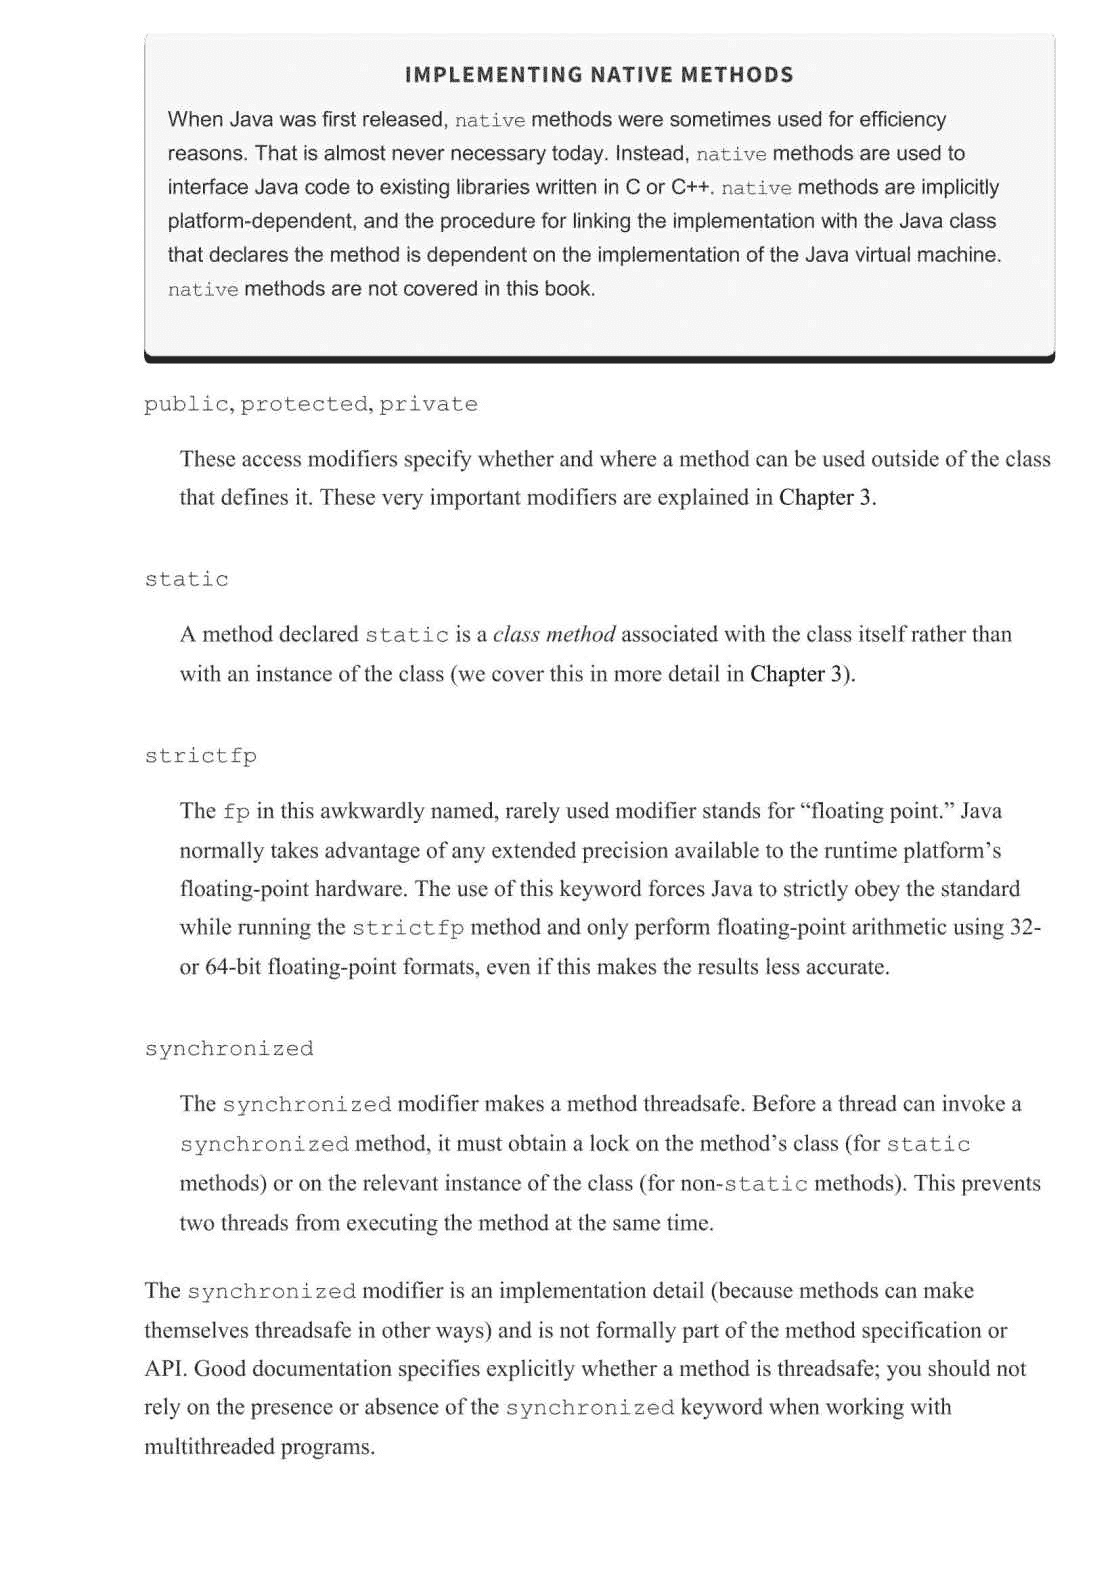 IMPLEMENTING NATIVE METHODS
When Java was first released, native methods were sometimes used for efficiency
reasons. That is almost never necessary today. Instead, native methods are used to
interface Java code to existing libraries written in C or C++. native methods are implicitly
platform-dependent, and the procedure for linking the implementation with the Java class
that declares the method is dependent on the implementation of the Java virtual machine.
native methods are not covered in this book.
public, protected, private
These access modifiers specify whether and where a method can be used outside of the class
that defines it. These very important modifiers are explained in Chapter 3.
static
A method declared static is a class method associated with the class itself rather than
with an instance of the class (we cover this in more detail in Chapter 3).
strictfp
The fp in this awkwardly named, rarely used modifier stands for “floating point.” Java
normally takes advantage of any extended precision available to the runtime platform’s
floating-point hardware. The use of this keyword forces Java to strictly obey the standard
while running the strictfp method and only perform floating-point arithmetic using 32-
or 64-bit floating-point formats, even if this makes the results less accurate.
synchronized
The synchronized modifier makes a method threadsafe. Before a thread can invoke a
synchronized method, it must obtain a lock on the method’s class (for static
methods) or on the relevant instance of the class (for non-static methods). This prevents
two threads from executing the method at the same time.
The synchronized modifier is an implementation detail (because methods can make
themselves threadsafe in other ways) and is not formally part of the method specification or
API. Good documentation specifies explicitly whether a method is threadsafe; you should not
rely on the presence or absence of the synchronized keyword when working with
multithreaded programs.